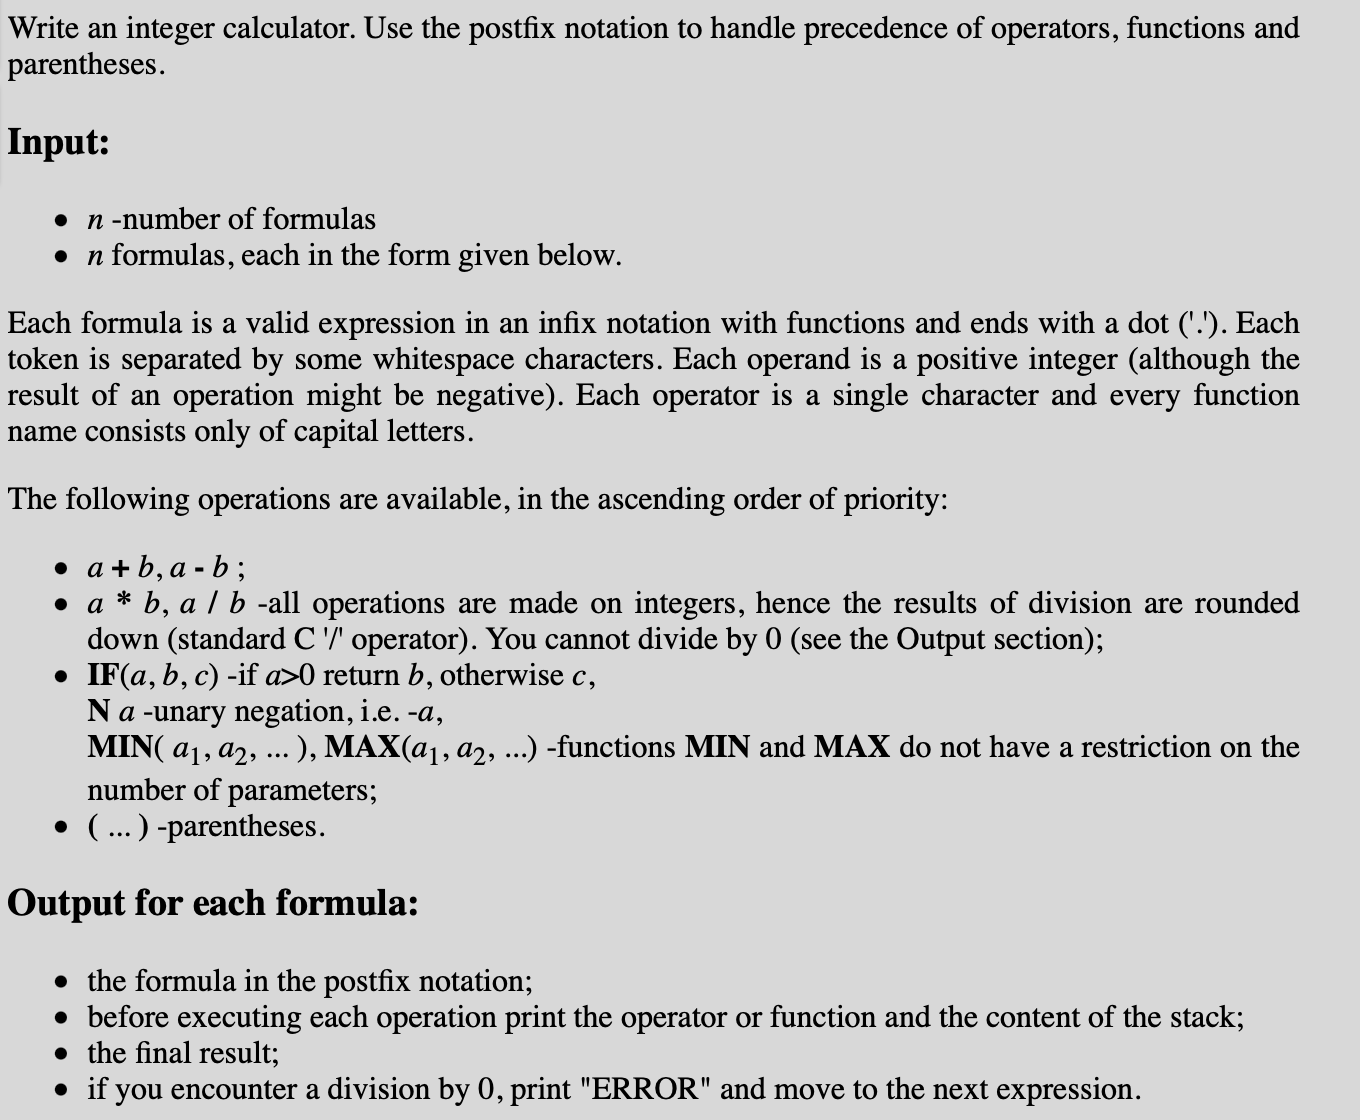 Write an integer calculator. Use the postfix notation to handle precedence of operators, functions and
parentheses.
Input:
• n -number of formulas
• n formulas, each in the form given below.
Each formula is a valid expression in an infix notation with functions and ends with a dot ('.'). Each
token is separated by some whitespace characters. Each operand is a positive integer (although the
result of an operation might be negative). Each operator is a single character and every function
name consists only of capital letters.
The following operations are available, in the ascending order of priority:
• a + b, a - b ;
• a * b, a / b -all operations are made on integers, hence the results of division are rounded
down (standard C '/' operator). You cannot divide by 0 (see the Output section);
• IF(a, b, c) -if a>0 return b, otherwise c,
N a -unary negation, i.e. -a,
MIN( a1, a2, ... ), MAX(a1, a2, ...) -functions MIN and MAX do not have a restriction on the
number of parameters;
• ( ... ) -parentheses.
Output for each formula:
• the formula in the postfix notation;
• before executing each operation print the operator or function and the content of the stack;
• the final result;
• if you encounter a division by 0, print "ERROR" and move to the next expression.